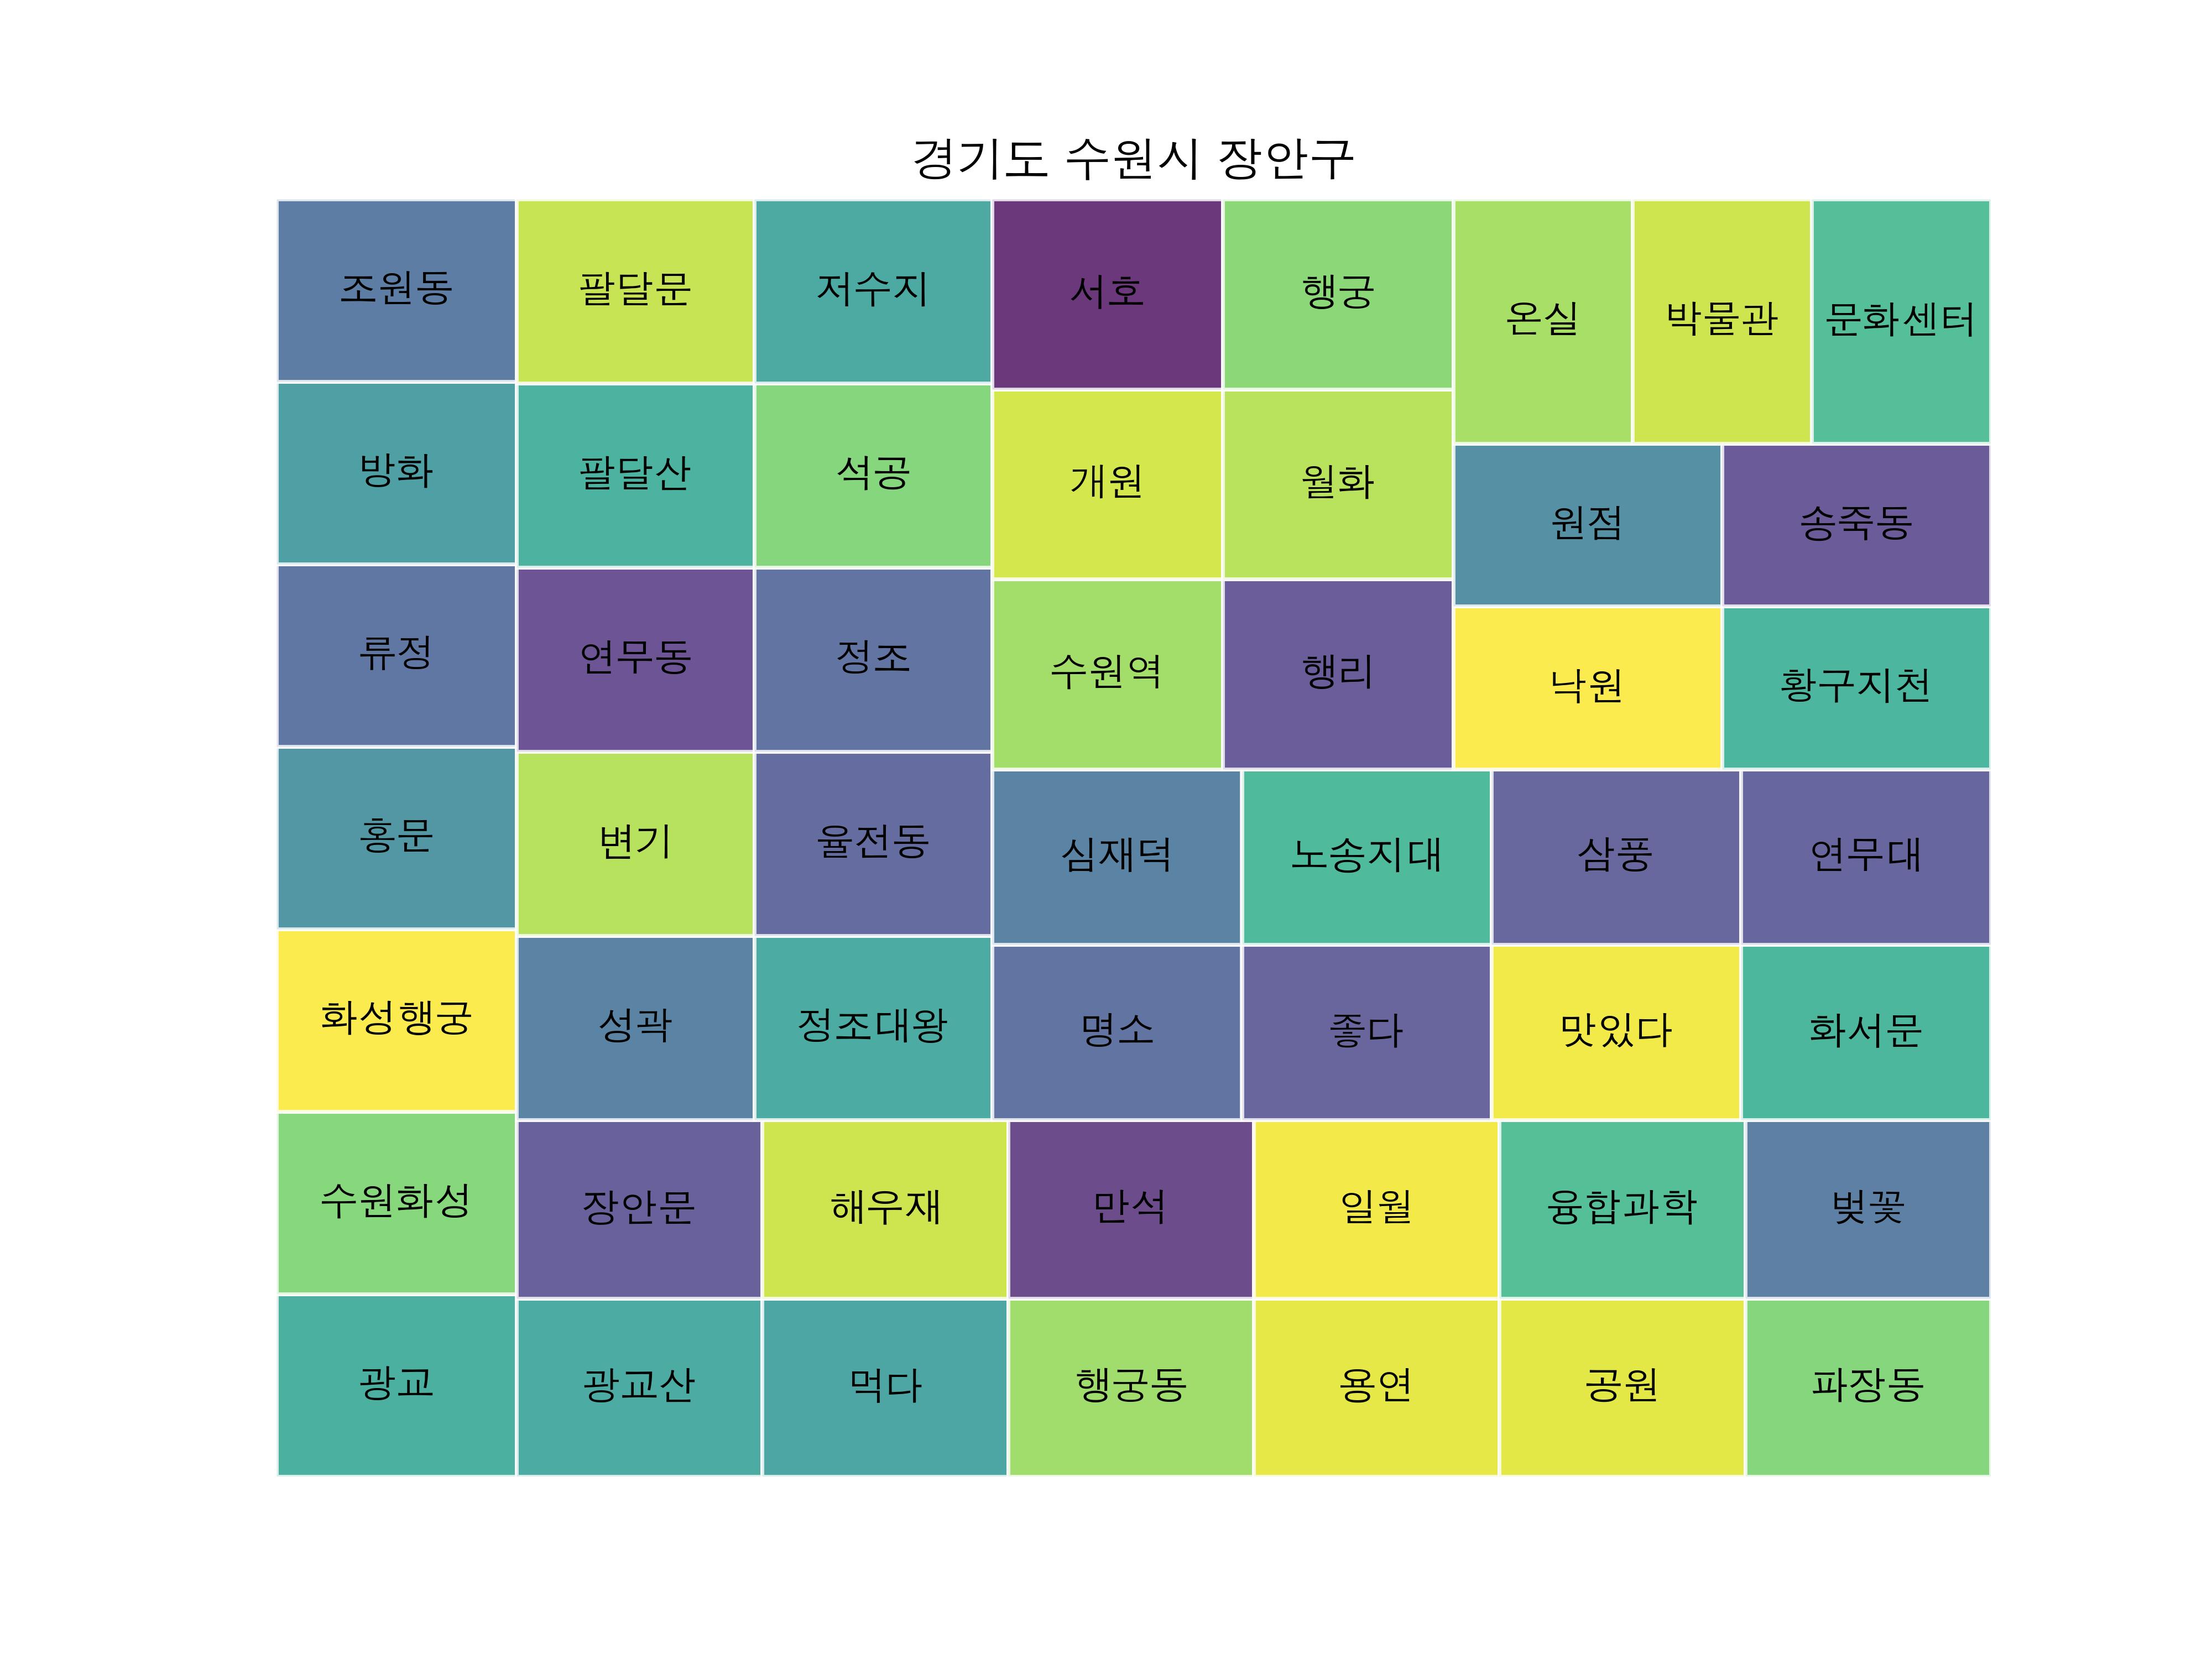 경기도 수원시 장안구
조원동 팔달문 저수지 서호 행궁 온실 박물관 문화센터
방화 팔달산 석공 개원 월화 원점 송죽동
류정 연무동 정조 수원역 행리 낙원 황구지천
홍문 변기 율전동 심재덕 노송지대 삼풍 연무대
화성행궁 성곽 정조대왕 명소 좋다 맛있다 화서문
수원화성 장안문 해우재 만석 일월 융합과학 벚꽃
광교 광교산 먹다 행궁동 용연 공원 파장동